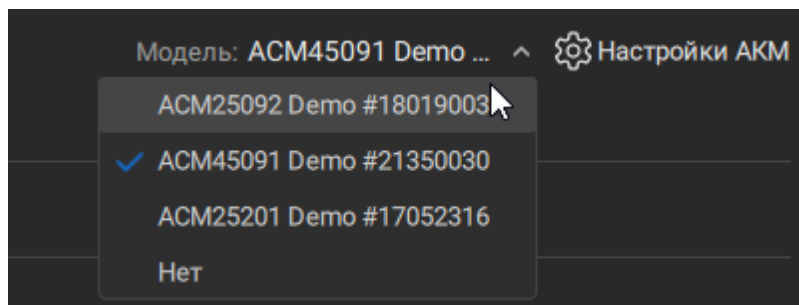 Модель: ACM45091 Demo ... Настройки АКМ
ACM25092 Demo #18019003
ACM45091 Demo #21350030
ACM25201 Demo #17052316
Нет